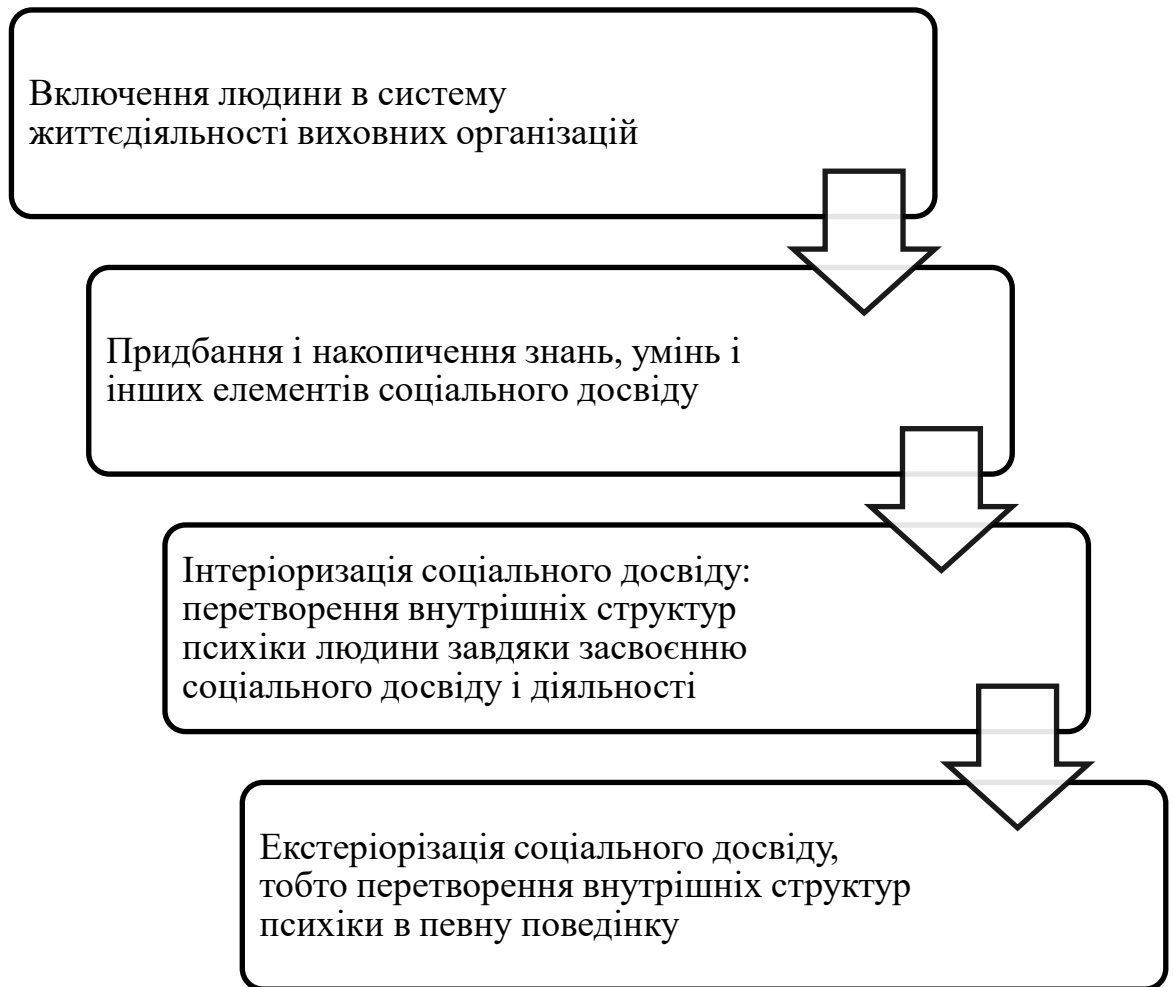 Включення людини в систему
життєдіяльності виховних організацій
Придбання і накопичення знань, умінь і
інших елементів соціального досвіду
Інтеріоризація соціального досвіду:
перетворення внутрішніх структур
психіки людини завдяки засвоєнню
соціального досвіду і діяльності
Екстеріорізація соціального досвіду,
тобто перетворення внутрішніх структур
психіки в певну поведінку